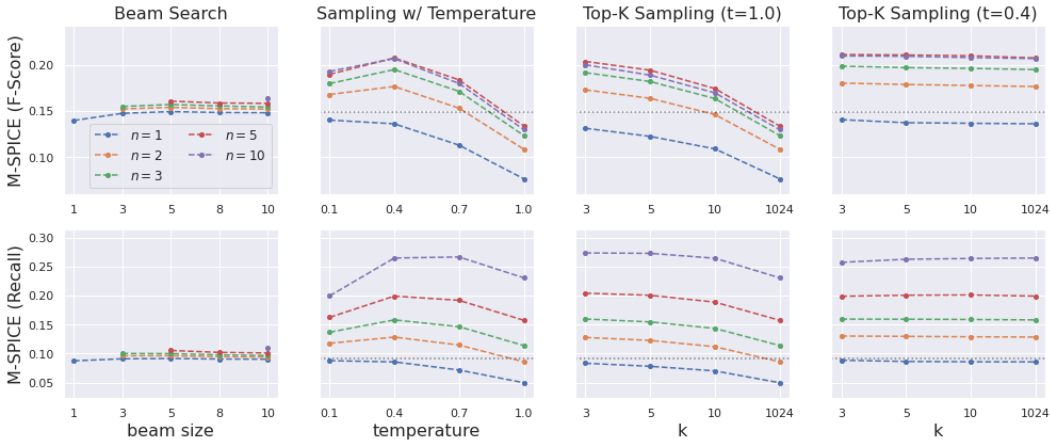 Beam Search
Sampling w/ Temperature
Top-K Sampling (t=1.0)
Top-K Sampling (t=0.4)
M-SPICE (F-Score)
0.20
0.15
0.10
n = 1
n = 2
n = 3
n = 5
n = 10
1 3 5 8 10
0.1 0.4 0.7 1.0
3 5 10 1024
3 5 10 1024
M-SPICE (Recall)
0.30
0.25
0.20
0.15
0.10
0.05
1 3 5 8 10
0.1 0.4 0.7 1.0
3 5 10 1024
3 5 10 1024
beam size
temperature
k
k